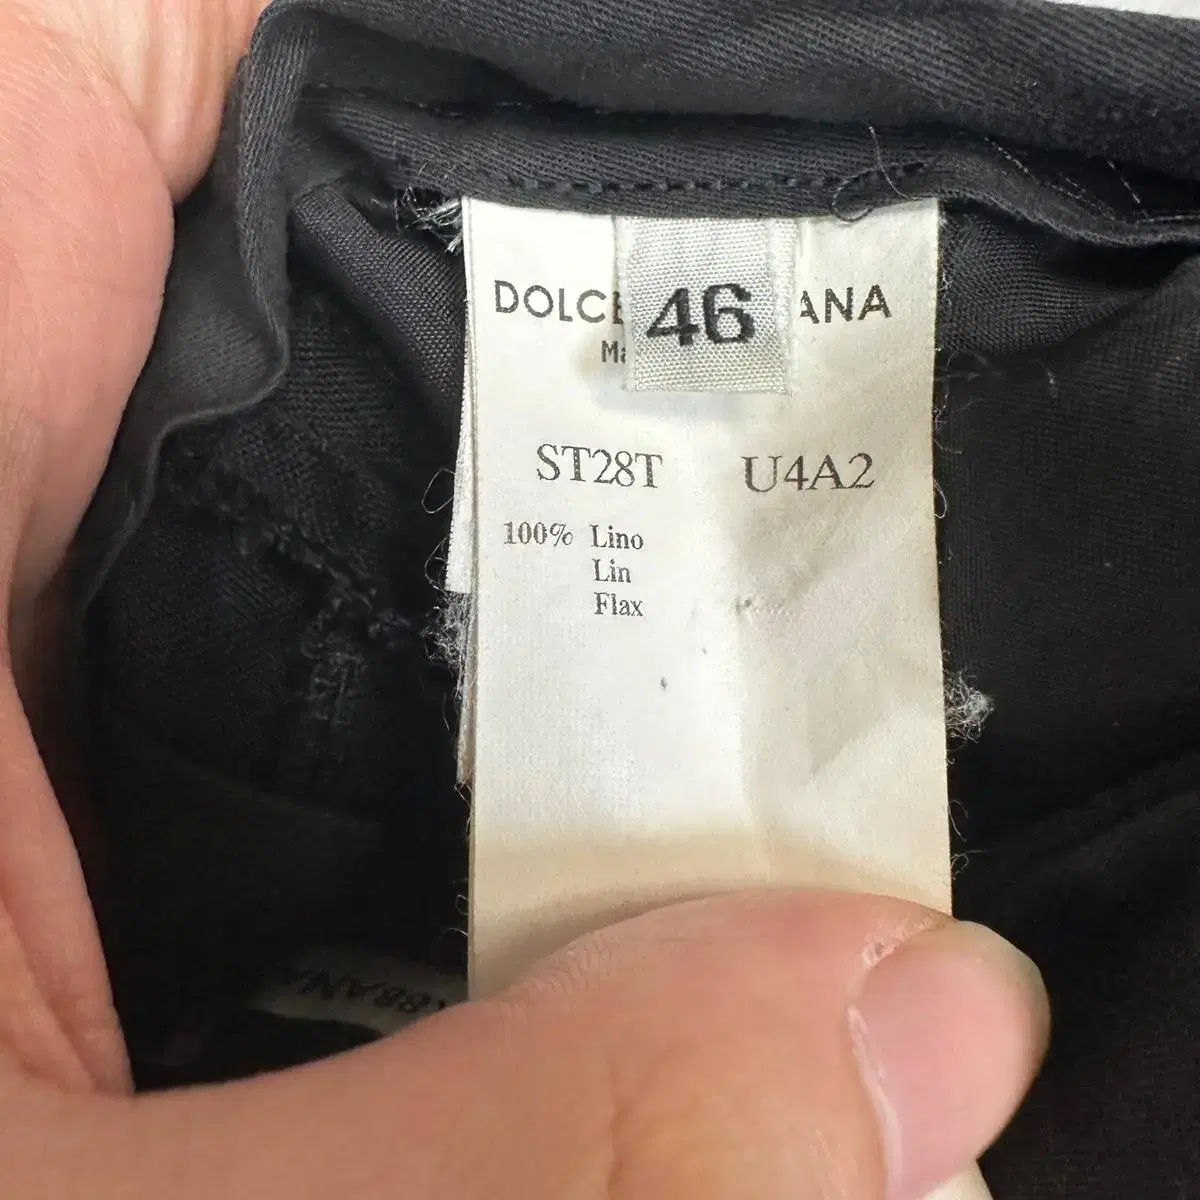 DOLCE 46 ANA
Ma
ST28T U4A2
100% Lino
Lin
Flax